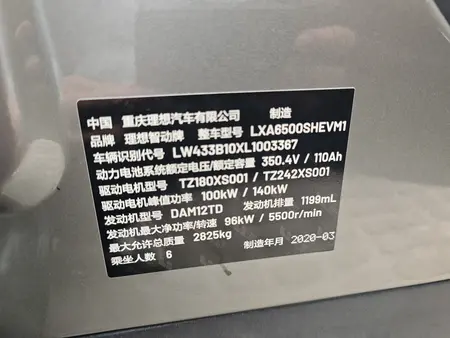 中国 重庆理想汽车有限公司 制造
品牌 理想智动牌 整车型号 LXA6500SHEVM1
车辆识别代号 LW433B10XL1003367
动力电池系统额定电压/额定容量 350.4V / 110Ah
驱动电机型号 TZ180XS001 / TZ242XS001
驱动电机峰值功率 100kW / 140kW
发动机型号 DAM12TD 发动机排量 1199mL
发动机最大净功率/转速 96kW / 5500r/min
最大允许总质量 2825kg
乘坐人数 6 制造年月 2020-03